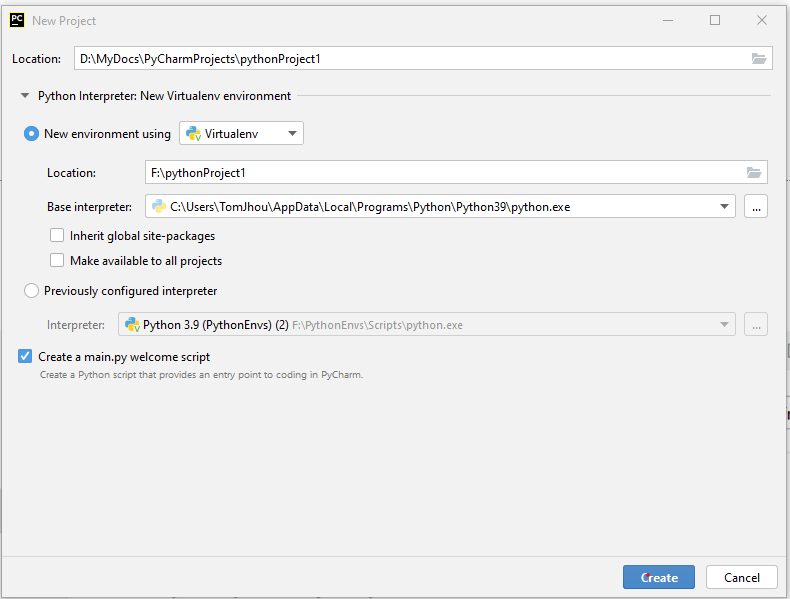 PC New Project
Location: D:\MyDocs\PyCharmProjects\pythonProject1
Python Interpreter: New Virtualenv environment
New environment using Virtualenv
Location: F:\pythonProject1
Base interpreter: C:\Users\TomJhou\AppData\Local\Programs\Python\Python39\python.exe ...
Inherit global site-packages
Make available to all projects
Previously configured interpreter
Interpreter: Python 3.9 (PythonEnvs) (2) F:\PythonEnvs\Scripts\python.exe ...
Create a main.py welcome script
Create a Python script that provides an entry point to coding in PyCharm.
Create Cancel